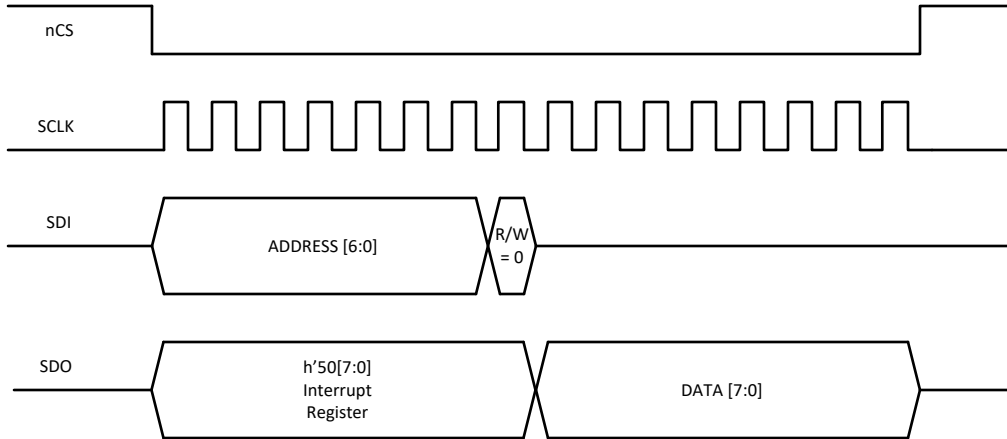 nCS
SCLK
SDI
ADDRESS [6:0]
R/W
= 0
SDO
h’50[7:0]
Interrupt
Register
DATA [7:0]